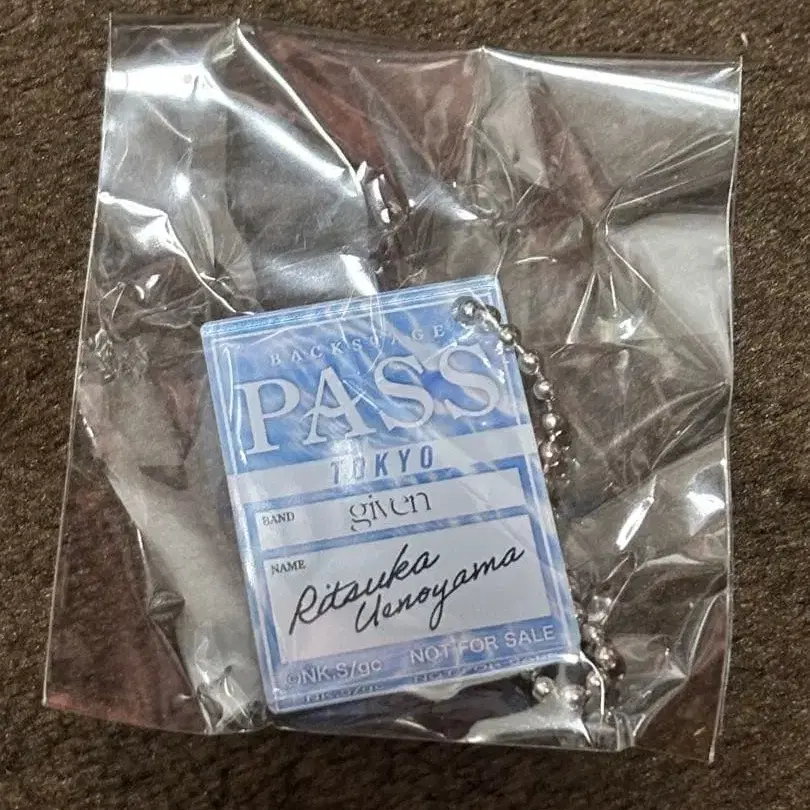 BACKSTAGE
PASS
TOKYO
BAND given
NAME
Ritsuka
Uenoyama
©NK.S/gc NOT FOR SALE